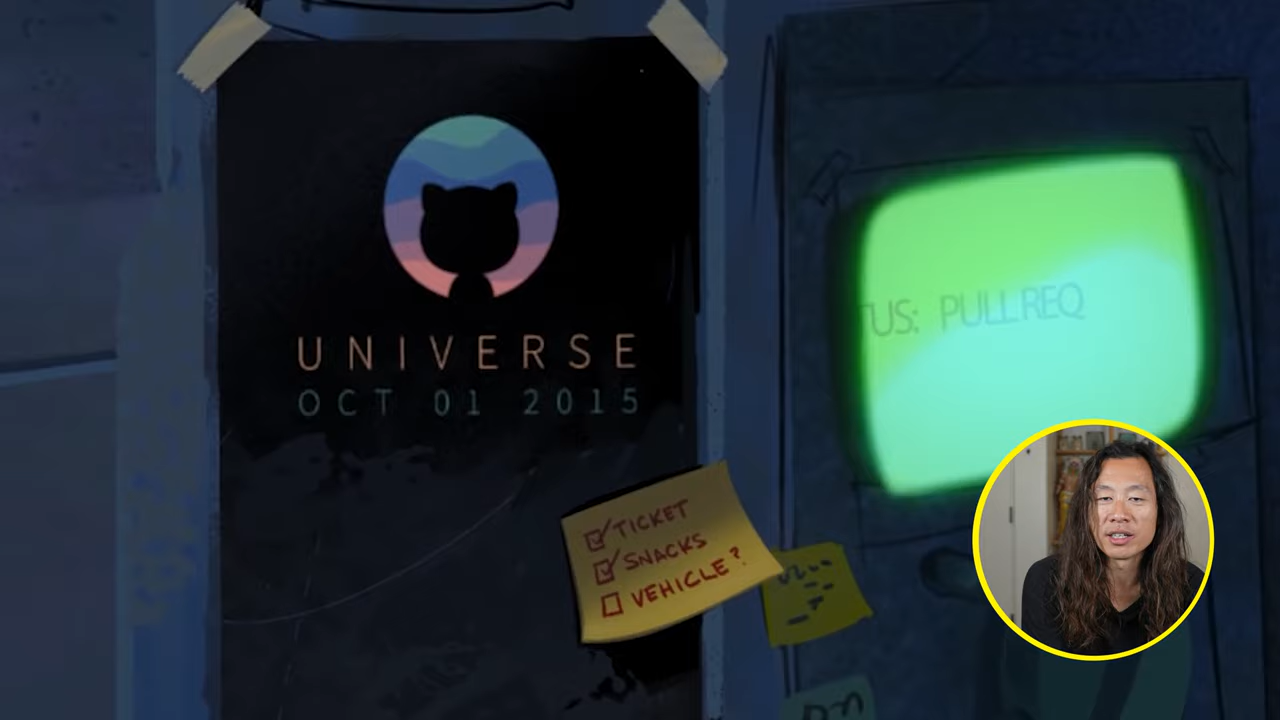 UNIVERSE
OCT 01 2015
TUS: PULLREQ
TICKET
SNACKS
VEHICLE?